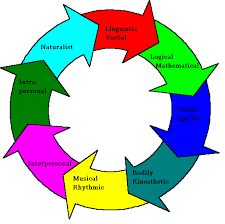 Linguistic
Verbal
Logical
Mathematical
Visual
Spatial
Bodily
Kinesthetic
Musical
Rhythmic
Interpersonal
Intra-
personal
Naturalist